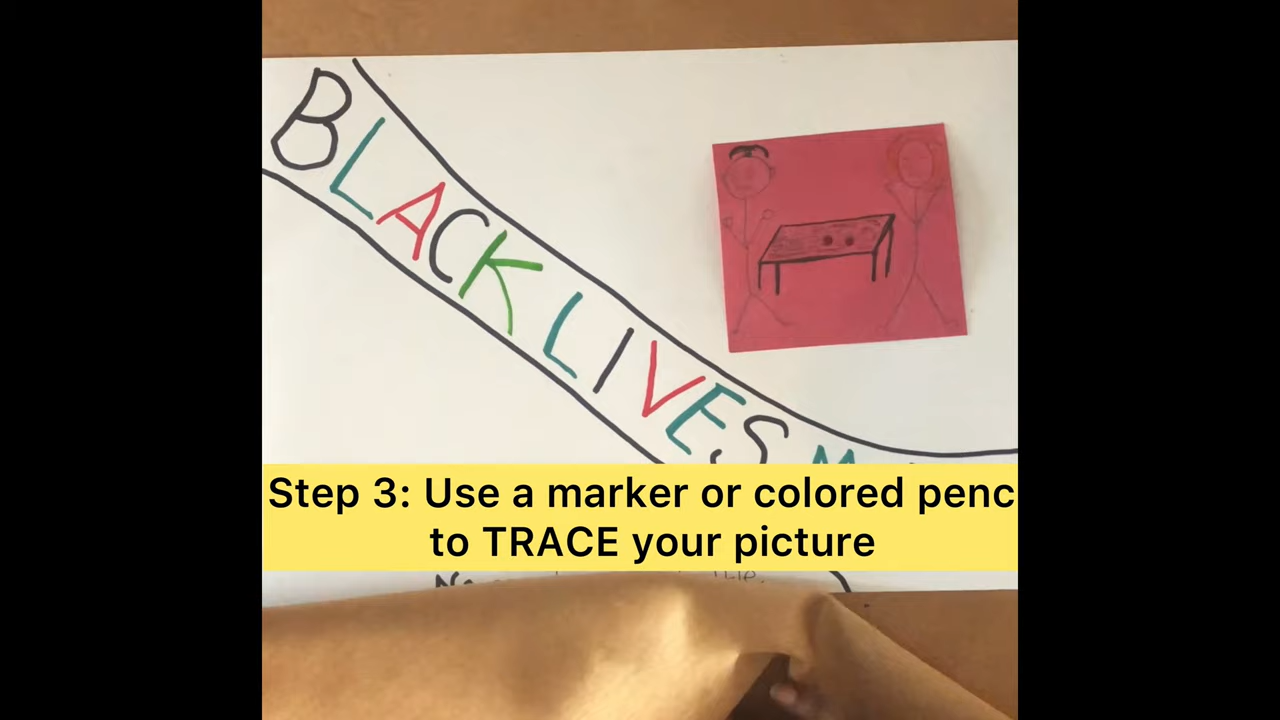 BLACK LIVES
Step 3: Use a marker or colored penc
to TRACE your picture